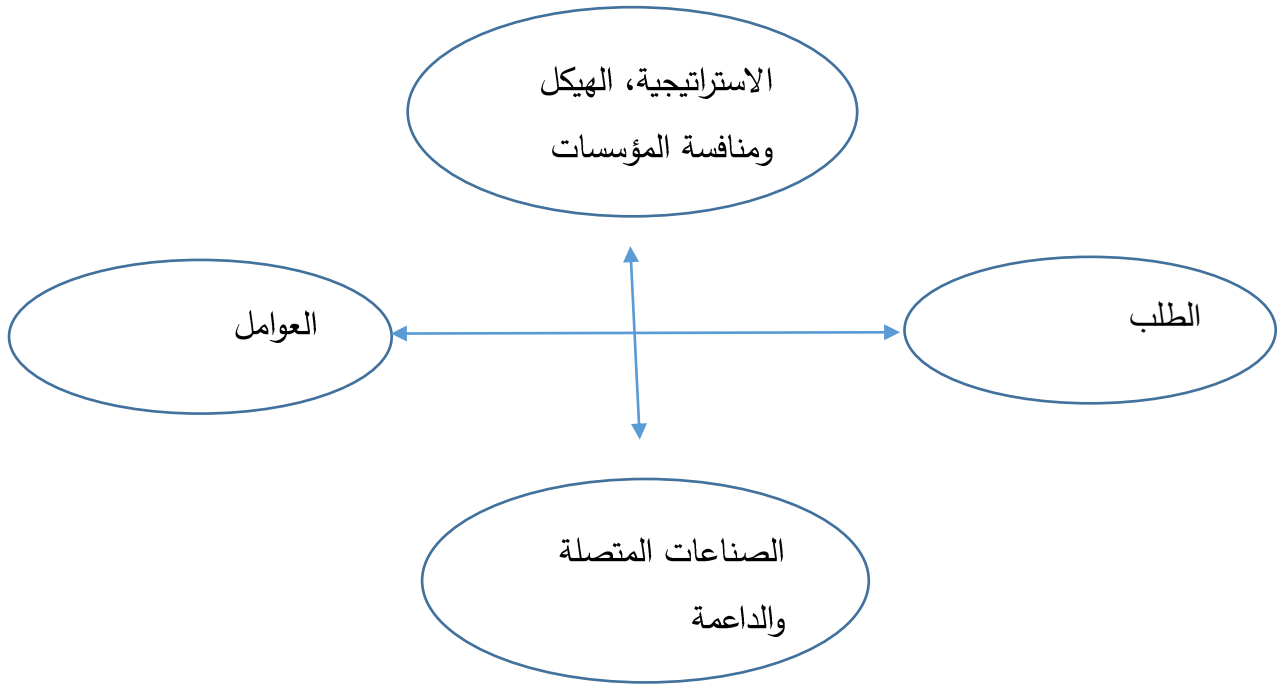 الاستراتيجية، الهيكل
ومنافسة المؤسسات
الطلب
العوامل
الصناعات المتصلة
والداعمة